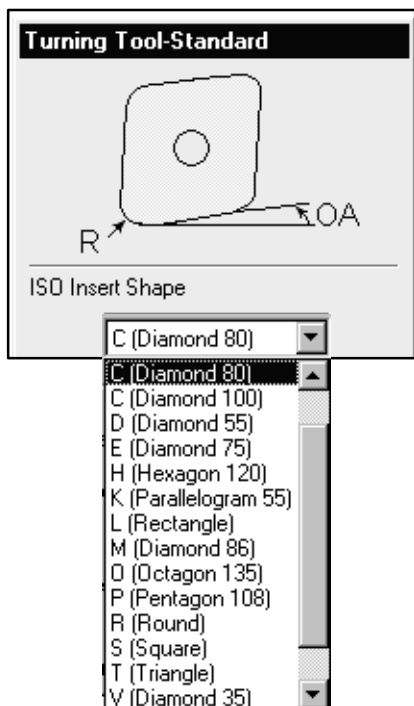 Turning Tool-Standard
OA
R
ISO Insert Shape
C (Diamond 80)
C (Diamond 80)
C (Diamond 100)
D (Diamond 55)
E (Diamond 75)
H (Hexagon 120)
K (Parallelogram 55)
L (Rectangle)
M (Diamond 86)
O (Octagon 135)
P (Pentagon 108)
R (Round)
S (Square)
T (Triangle)
V (Diamond 35)